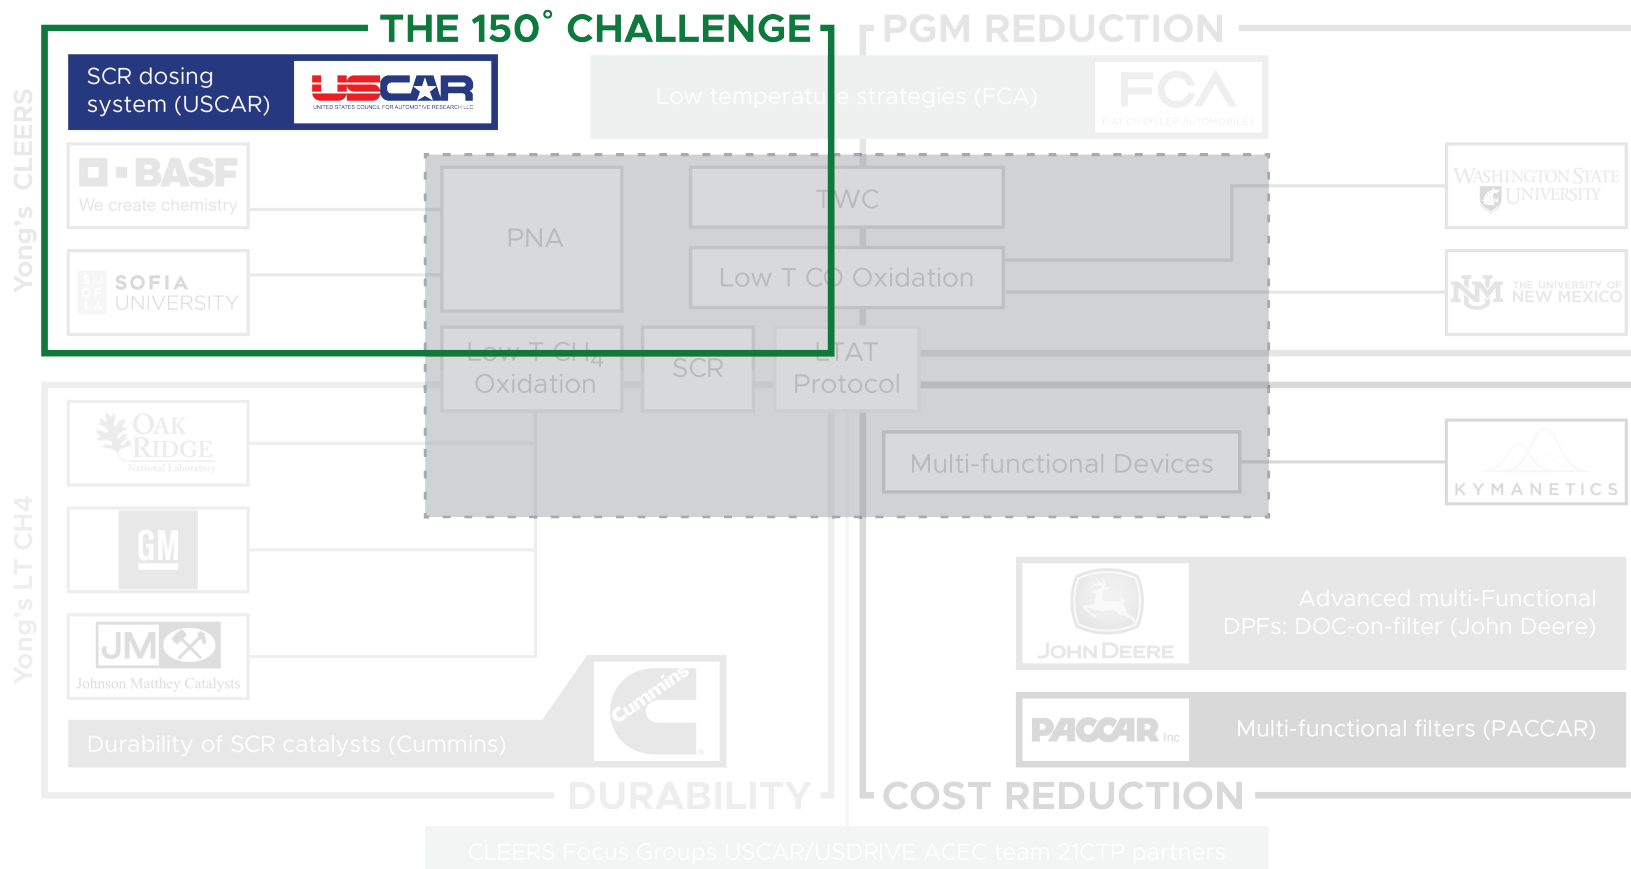 THE 150° CHALLENGE
PGM REDUCTION
SCR dosing
system (USCAR)
USCAR
UNITED STATES COUNCIL FOR AUTOMOTIVE RESEARCH LLC
Low temperature strategies (FCA)
FCA
FIAT CHRYSLER AUTOMOBILES
Yong's CLEERS
BASF
We create chemistry
SOFIA
UNIVERSITY
SOFIA
PNA
TWC
Low T CO Oxidation
WASHINGTON STATE
UNIVERSITY
UNM
THE UNIVERSITY OF
NEW MEXICO
Low T CH4
Oxidation
SCR
LTAT
Protocol
Multi-functional Devices
KYMANETICS
Yong's LT CH4
OAK
RIDGE
National Laboratory
GM
JM
Johnson Matthey Catalysts
Durability of SCR catalysts (Cummins)
Cummins
JOHN DEERE
Advanced multi-Functional
DPFs: DOC-on-filter (John Deere)
PACCAR Inc
Multi-functional filters (PACCAR)
DURABILITY
COST REDUCTION
CLEERS Focus Groups USCAR/USDRIVE ACEC team 21CTP partners